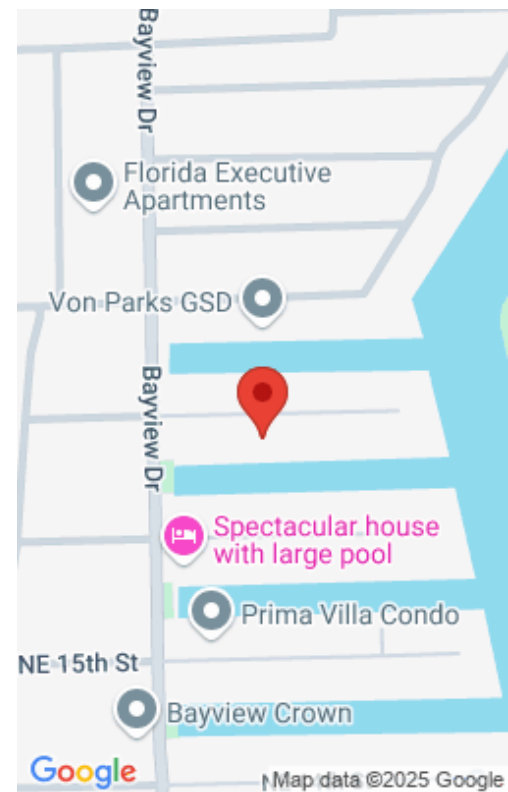 Bayview Dr
Florida Executive
Apartments
Von Parks GSD
Bayview Dr
Spectacular house
with large pool
Prima Villa Condo
NE 15th St
Bayview Crown
Google
Map data ©2025 Google